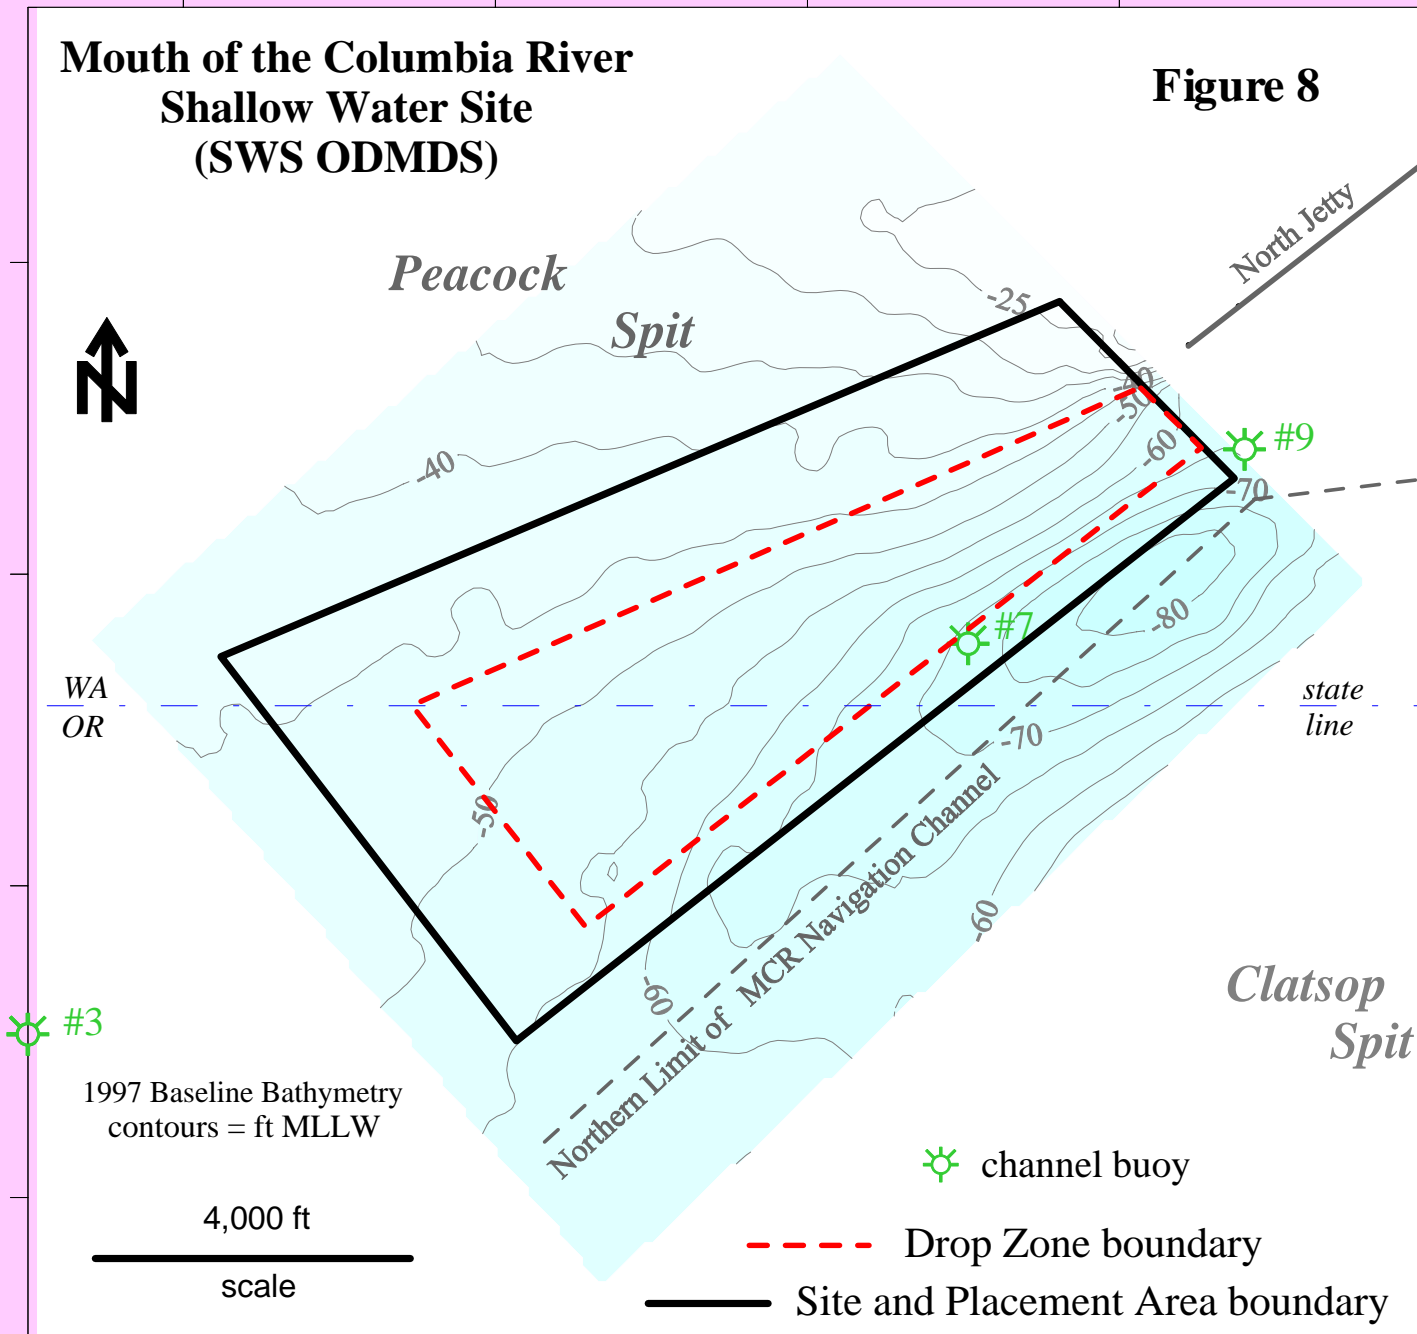 Mouth of the Columbia River
Shallow Water Site
(SWS ODMDS)
Figure 8
North Jetty
Peacock
Spit
-25
N
-40
-50
-60
#9
-40
-70
#7
-80
WA
OR
state
line
-70
-50
-60
-60
Northern Limit of MCR Navigation Channel
Clatsop
Spit
#3
1997 Baseline Bathymetry
contours = ft MLLW
channel buoy
4,000 ft
scale
Drop Zone boundary
Site and Placement Area boundary